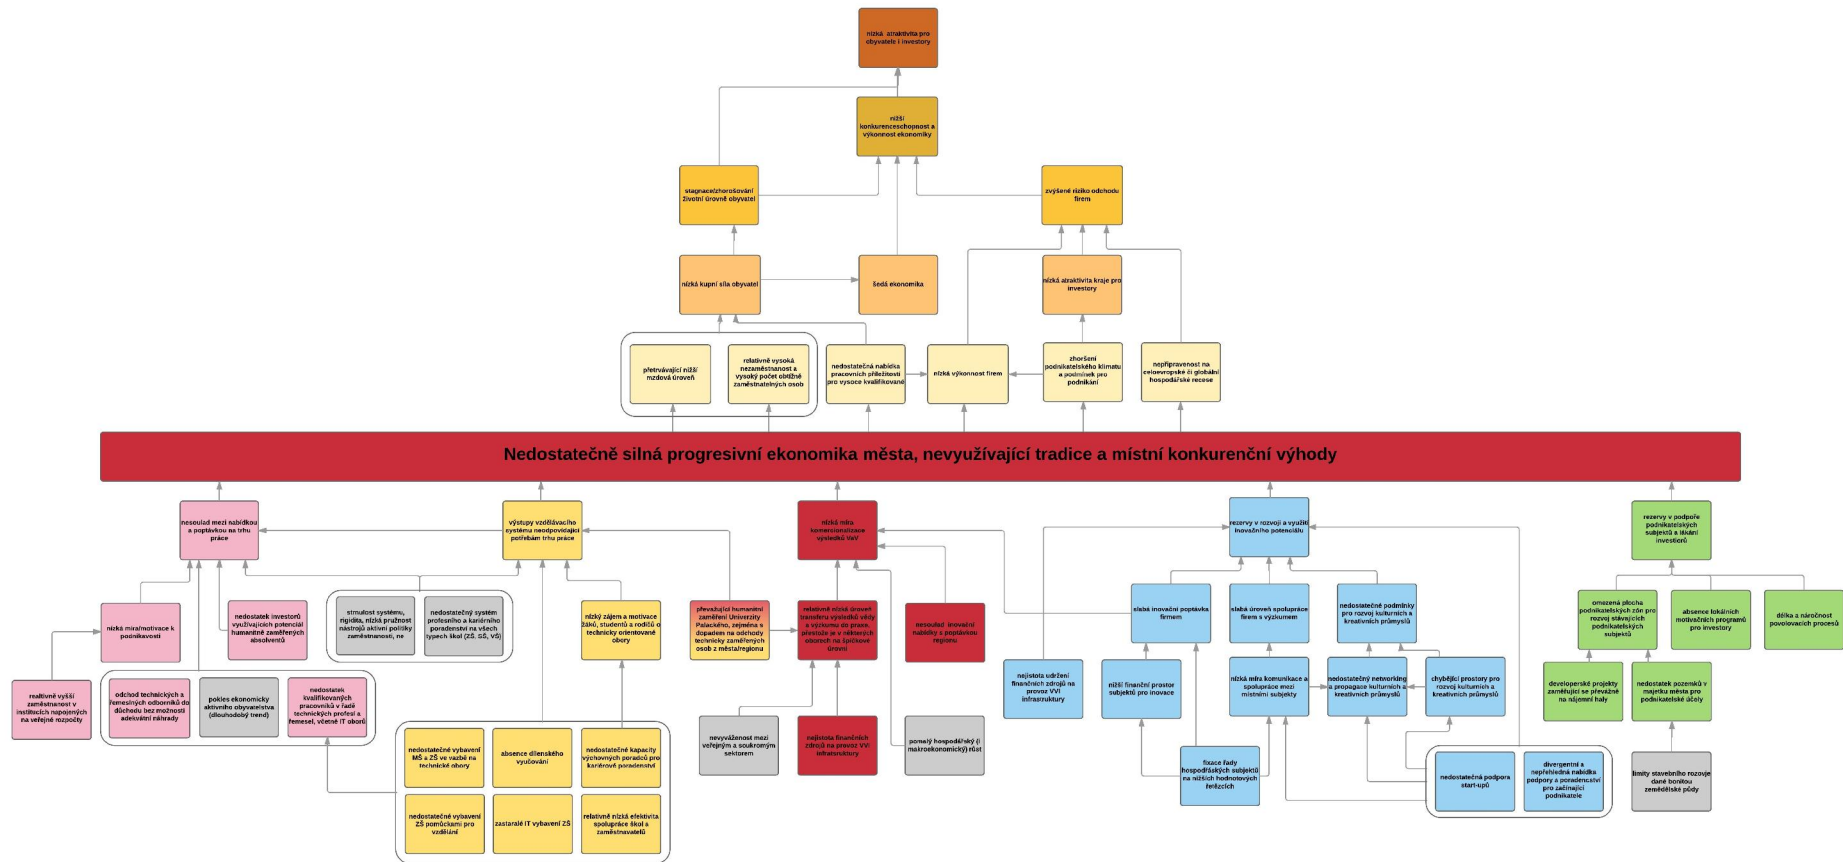 nízká atraktivita pro
obyvatele i investory
nižší
konkurenceschopnost a
výkonnost ekonomiky
stagnace/zhorošování
životní úrovně obyvatel
zvýšené riziko odchodu
firem
nízká kupní síla obyvatel
šedá ekonomika
nízká atraktivita kraje pro
investory
přetrvávající nižší
mzdová úroveň
relativně vysoká
nezaměstnanost a
vysoký počet obtížně
zaměstnatelných osob
nedostatečná nabídka
pracovních příležitostí
pro vysoce kvalifikované
nízká výkonnost firem
zhoršení
podnikatelského klimatu
a podmínek pro
podnikání
nepřipravenost na
celoevropské či globální
hospodářské recese
Nedostatečně silná progresivní ekonomika města, nevyužívající tradice a místní konkurenční výhody
nesoulad mezi nabídkou
a poptávkou na trhu
práce
výstupy vzdělávacího
systému neodpovídající
potřebám trhu práce
nízká míra
komersionalizace
výsledků VaV
rezervy v rozvoji a využití
inovačního potenciálu
rezervy v podpoře
podnikatelských
subjektů a lákání
investorů
nízká míra/motivace k
podnikavosti
nedostatek investorů
využívajících potenciál
humanitně zaměřených
absolventů
strnulost systému,
rigidita, nízká pružnost
nástrojů aktivní politiky
zaměstnanosti, ne
nedostatečný systém
profesního a kariérního
poradenství na všech
typech škol (ZŠ, SŠ, VŠ)
nízký zájem a motivace
žáků, studentů a rodičů o
technicky orientované
obory
převažující humanitní
zaměření Univerzity
Palackého, zejména s
dopadem na odchody
technicky zaměřených
osob z města/regionu
relativně nízká úroveň
transferu výsledků vědy
a výzkumu do praxe,
přestože je v některých
oborech na špičkové
úrovni
nesoulad inovační
nabídky s poptávkou
regionu
slabá inovační poptávka
firem
slabá úroveň spolupráce
firem s výzkumem
nedostatečné podmínky
pro rozvoj kulturních a
kreativních průmyslů
omezená plocha
podnikatelských zón pro
rozvoj stávajících
podnikatelských
subjektů
absence lokálních
motivačních programů
pro investory
délka a náročnost
povolovacích procesů
realtivně vyšší
zaměstnanost v
institucích napojených
na veřejné rozpočty
odchod technických a
řemeslných odborníků do
důchodu bez možnosti
adekvátní náhrady
pokles ekonomicky
aktivního obyvatelstva
(dlouhodobý trend)
nedostatek
kvalifikovaných
pracovníků v řadě
technických profesí a
řemesel, včetně IT oborů
nejistota udržení
finančních zdrojů na
provoz VVI
infrastruktury
nižší finanční prostor
subjektů pro inovace
nízká míra komunikace a
spolupráce mezi
místními subjekty
nedostatečný networking
a propagace kulturních a
kreativních průmyslů
chybějící prostory pro
rozvoj kulturních a
kreativních průmyslů
developerské projekty
zaměřující se převážně
na nájemní haly
nedostatek pozemků v
majetku města pro
podnikatelské účely
nedostatečné vybavení
MŠ a ZŠ ve vazbě na
technické obory
absence dílenského
vyučování
nedostatečné kapacity
výchovných poradců pro
kariérové poradenství
nevyváženost mezi
veřejným a soukromým
sektorem
nejistota finančních
zdrojů na provoz VVI
infratsruktury
pomalý hospodářský (i
makroekonomický) růst
fixace řady
hospodřáských subjektů
na nižších hodnotových
řetězcích
nedostatečná podpora
start-upů
divergentní a
nepřehledná nabídka
podpory a poradenství
pro začínající
podnikatele
limity stavebního rozovje
dané bonitou
zemědělské půdy
nedostatečné vybavení
ZŠ pomůckami pro
vzdělání
zastaralé IT vybavení ZŠ
relativně nízká efektivita
spolupráce škol a
zaměstnavatelů